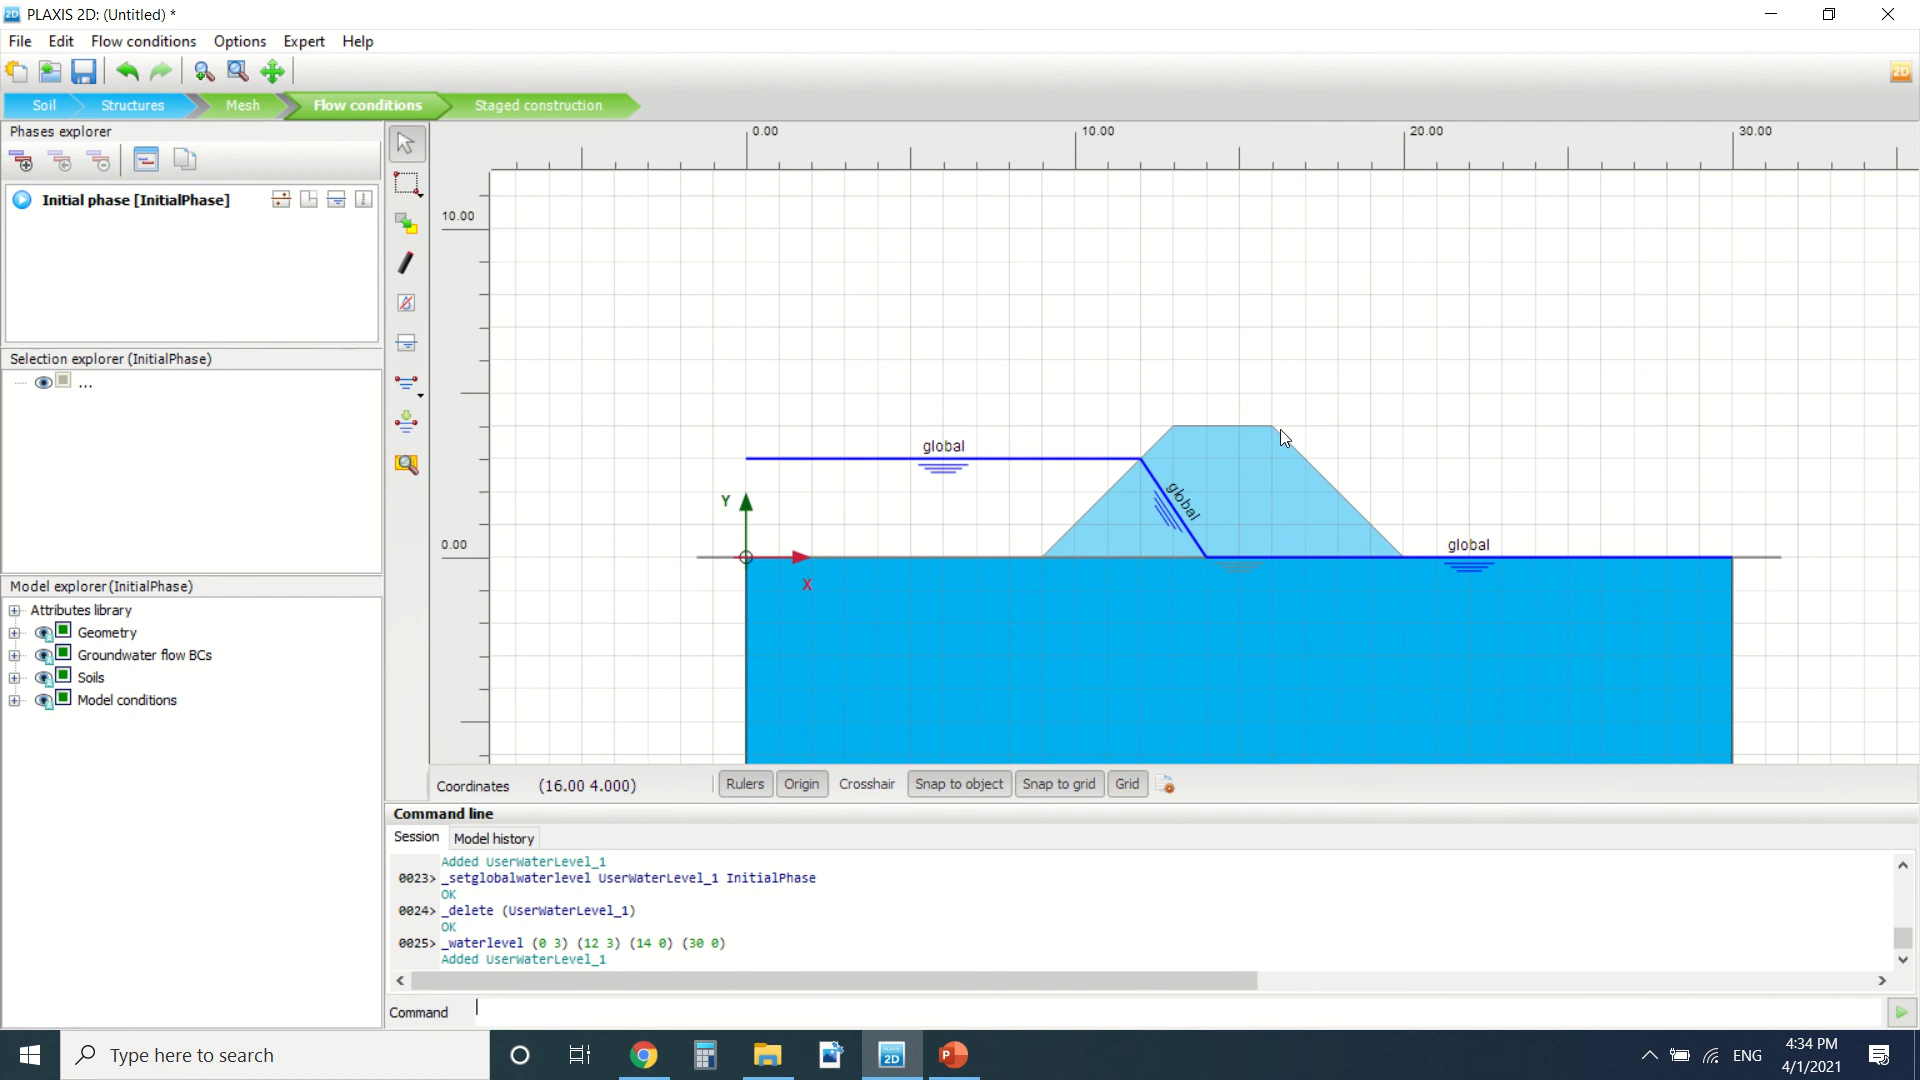 PLAXIS 2D: (Untitled) *
File Edit Flow conditions Options Expert Help
2D
Soil Structures Mesh Flow conditions Staged construction
Phases explorer
Initial phase [InitialPhase]
Selection explorer (InitialPhase)
...
Model explorer (InitialPhase)
Attributes library
Geometry
Groundwater flow BCs
Soils
Model conditions
0.00 10.00 20.00 30.00
10.00
0.00
global
global
global
Y
X
Coordinates (16.00 4.000)
Rulers Origin Crosshair Snap to object Snap to grid Grid
Command line
Session Model history
Added UserWaterLevel_1
0023> _setglobalwaterlevel UserWaterLevel_1 InitialPhase
OK
0024> _delete (UserWaterLevel_1)
OK
0025> _waterlevel (0 3) (12 3) (14 0) (30 0)
Added UserWaterLevel_1
Command
Type here to search
2D
P
ENG
4:34 PM
4/1/2021